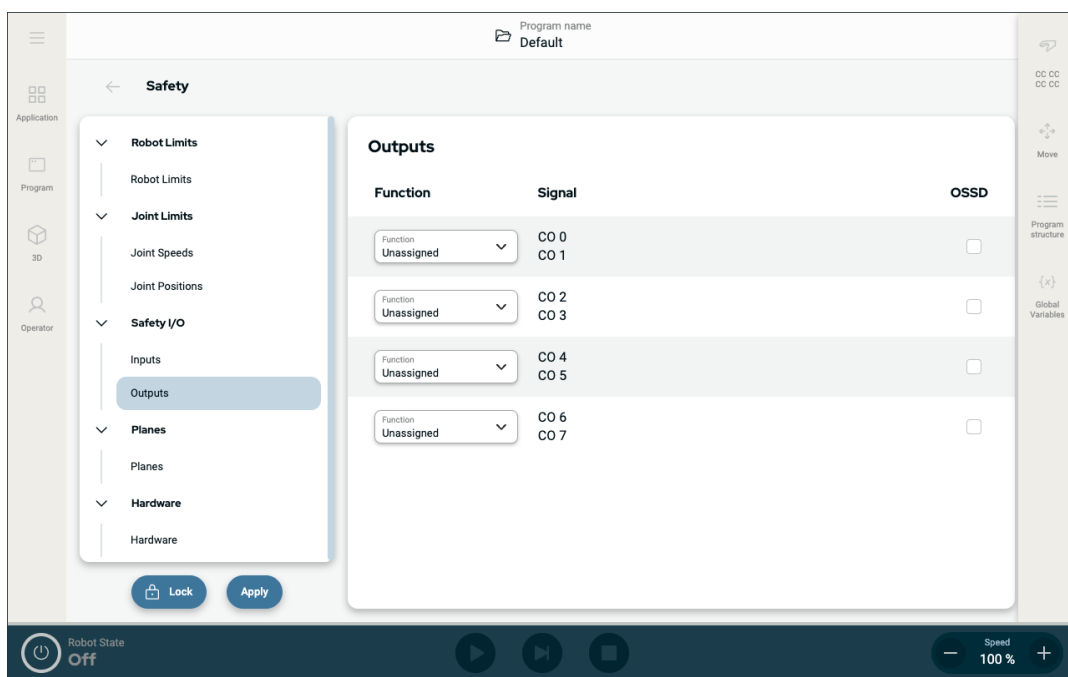 Program name
Default
Application
Program
3D
Operator
Safety
Robot Limits
Robot Limits
Joint Limits
Joint Speeds
Joint Positions
Safety I/O
Inputs
Outputs
Planes
Planes
Hardware
Hardware
Lock
Apply
Outputs
Function Signal OSSD
Function
Unassigned
CO 0
CO 1
Function
Unassigned
CO 2
CO 3
Function
Unassigned
CO 4
CO 5
Function
Unassigned
CO 6
CO 7
CC CC
CC CC
Move
Program
structure
{x}
Global
Variables
Robot State
Off
Speed
100 %